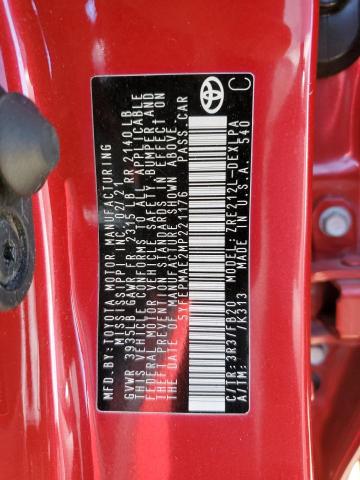 MFD.BY:TOYOTA MOTOR MANUFACTURING
MISSISSIPPI INC. 02/21
GVWR 3955LB GAWR FR 2315 LB RR 2140 LB
THIS VEHICLE CONFORMS TO ALL APPLICABLE
FEDERAL MOTOR VEHICLE SAFETY, BUMPER AND
THEFT PREVENTION STANDARDS IN EFFECT ON
THE DATE OF MANUFACTURE SHOWN ABOVE.
5YFEPMAE2MP221176 PASS.CAR
C
C/TR:3R3/FB20 MODEL:ZRE212L-DEXLPA
A/TM: /K313 MADE IN U.S.A. 540